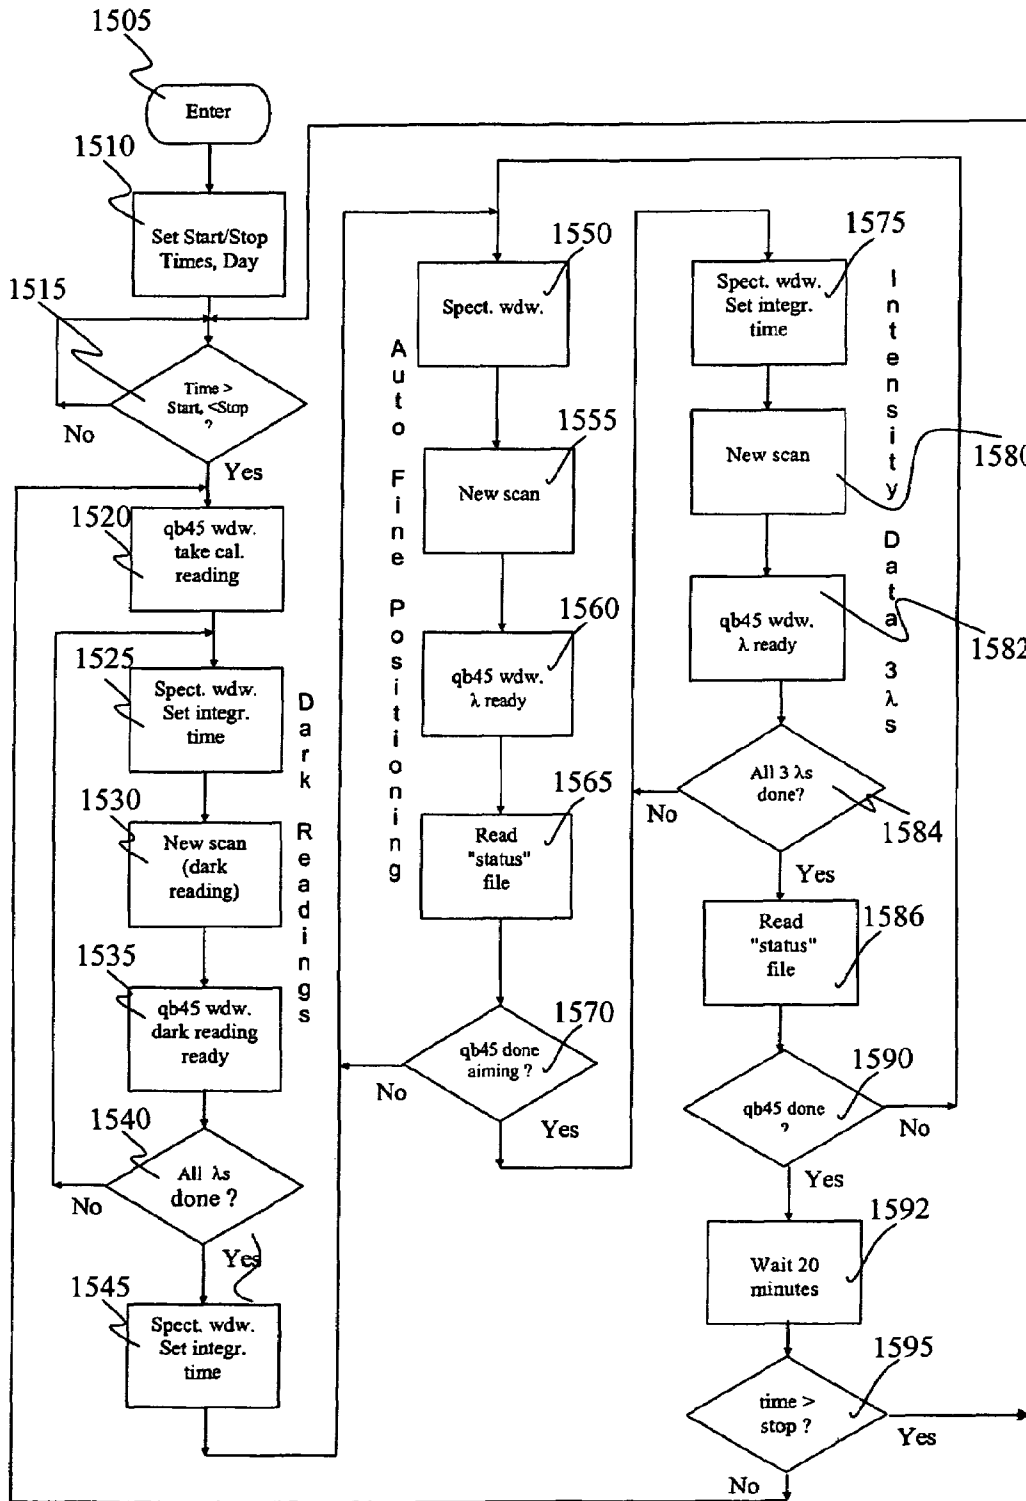 1505
Enter
1510
Set Start/Stop
Times, Day
1515
Time >
Start, <Stop
?
No
Yes
1520
qb45 wdw.
take cal.
reading
1525
Spect. wdw.
Set integr.
time
1530
New scan
(dark
reading)
1535
qb45 wdw.
dark reading
ready
1540
All λs
done ?
No
Yes
1545
Spect. wdw.
Set integr.
time
Dark Readings
1550
Spect. wdw.
1555
New scan
1560
qb45 wdw.
λ ready
1565
Read
"status"
file
1570
qb45 done
aiming ?
No
Yes
Auto Fine Positioning
1575
Spect. wdw.
Set integr.
time
1580
New scan
1582
qb45 wdw.
λ ready
All 3 λs
done?
1584
No
Yes
1586
Read
"status"
file
1590
qb45 done
?
No
Yes
1592
Wait 20
minutes
1595
time >
stop ?
Yes
No
Intensity Data 3λs